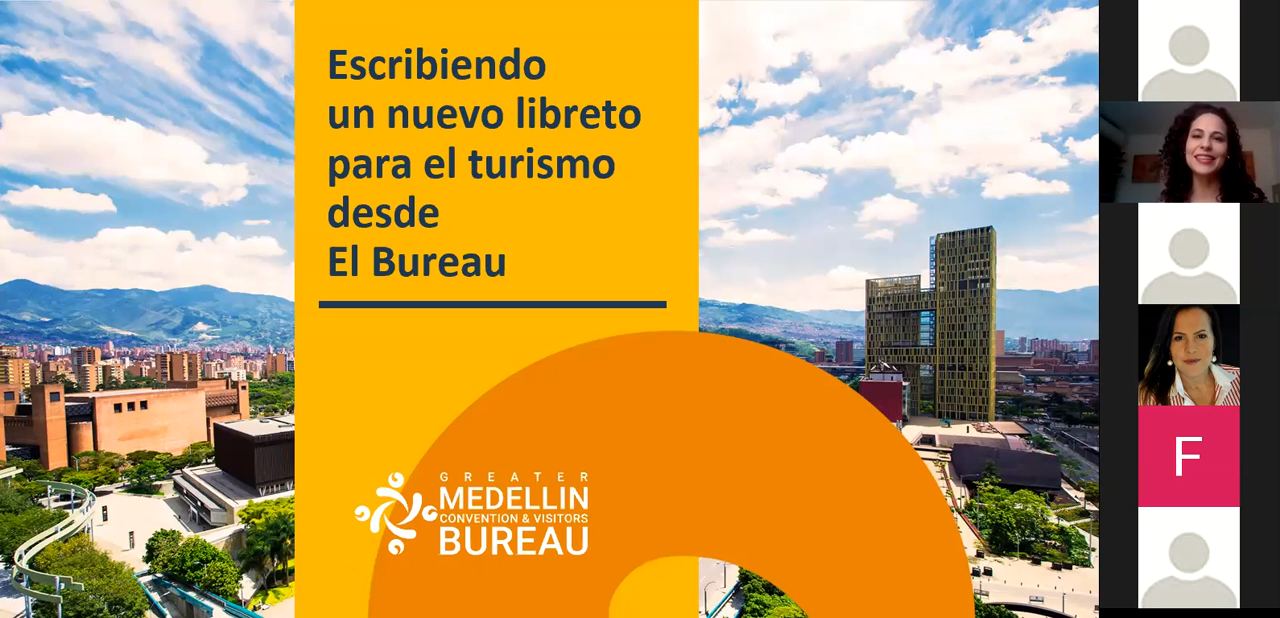 Escribiendo
un nuevo libreto
para el turismo
desde
El Bureau
GREATER
MEDELLIN
CONVENTION & VISITORS
BUREAU
F